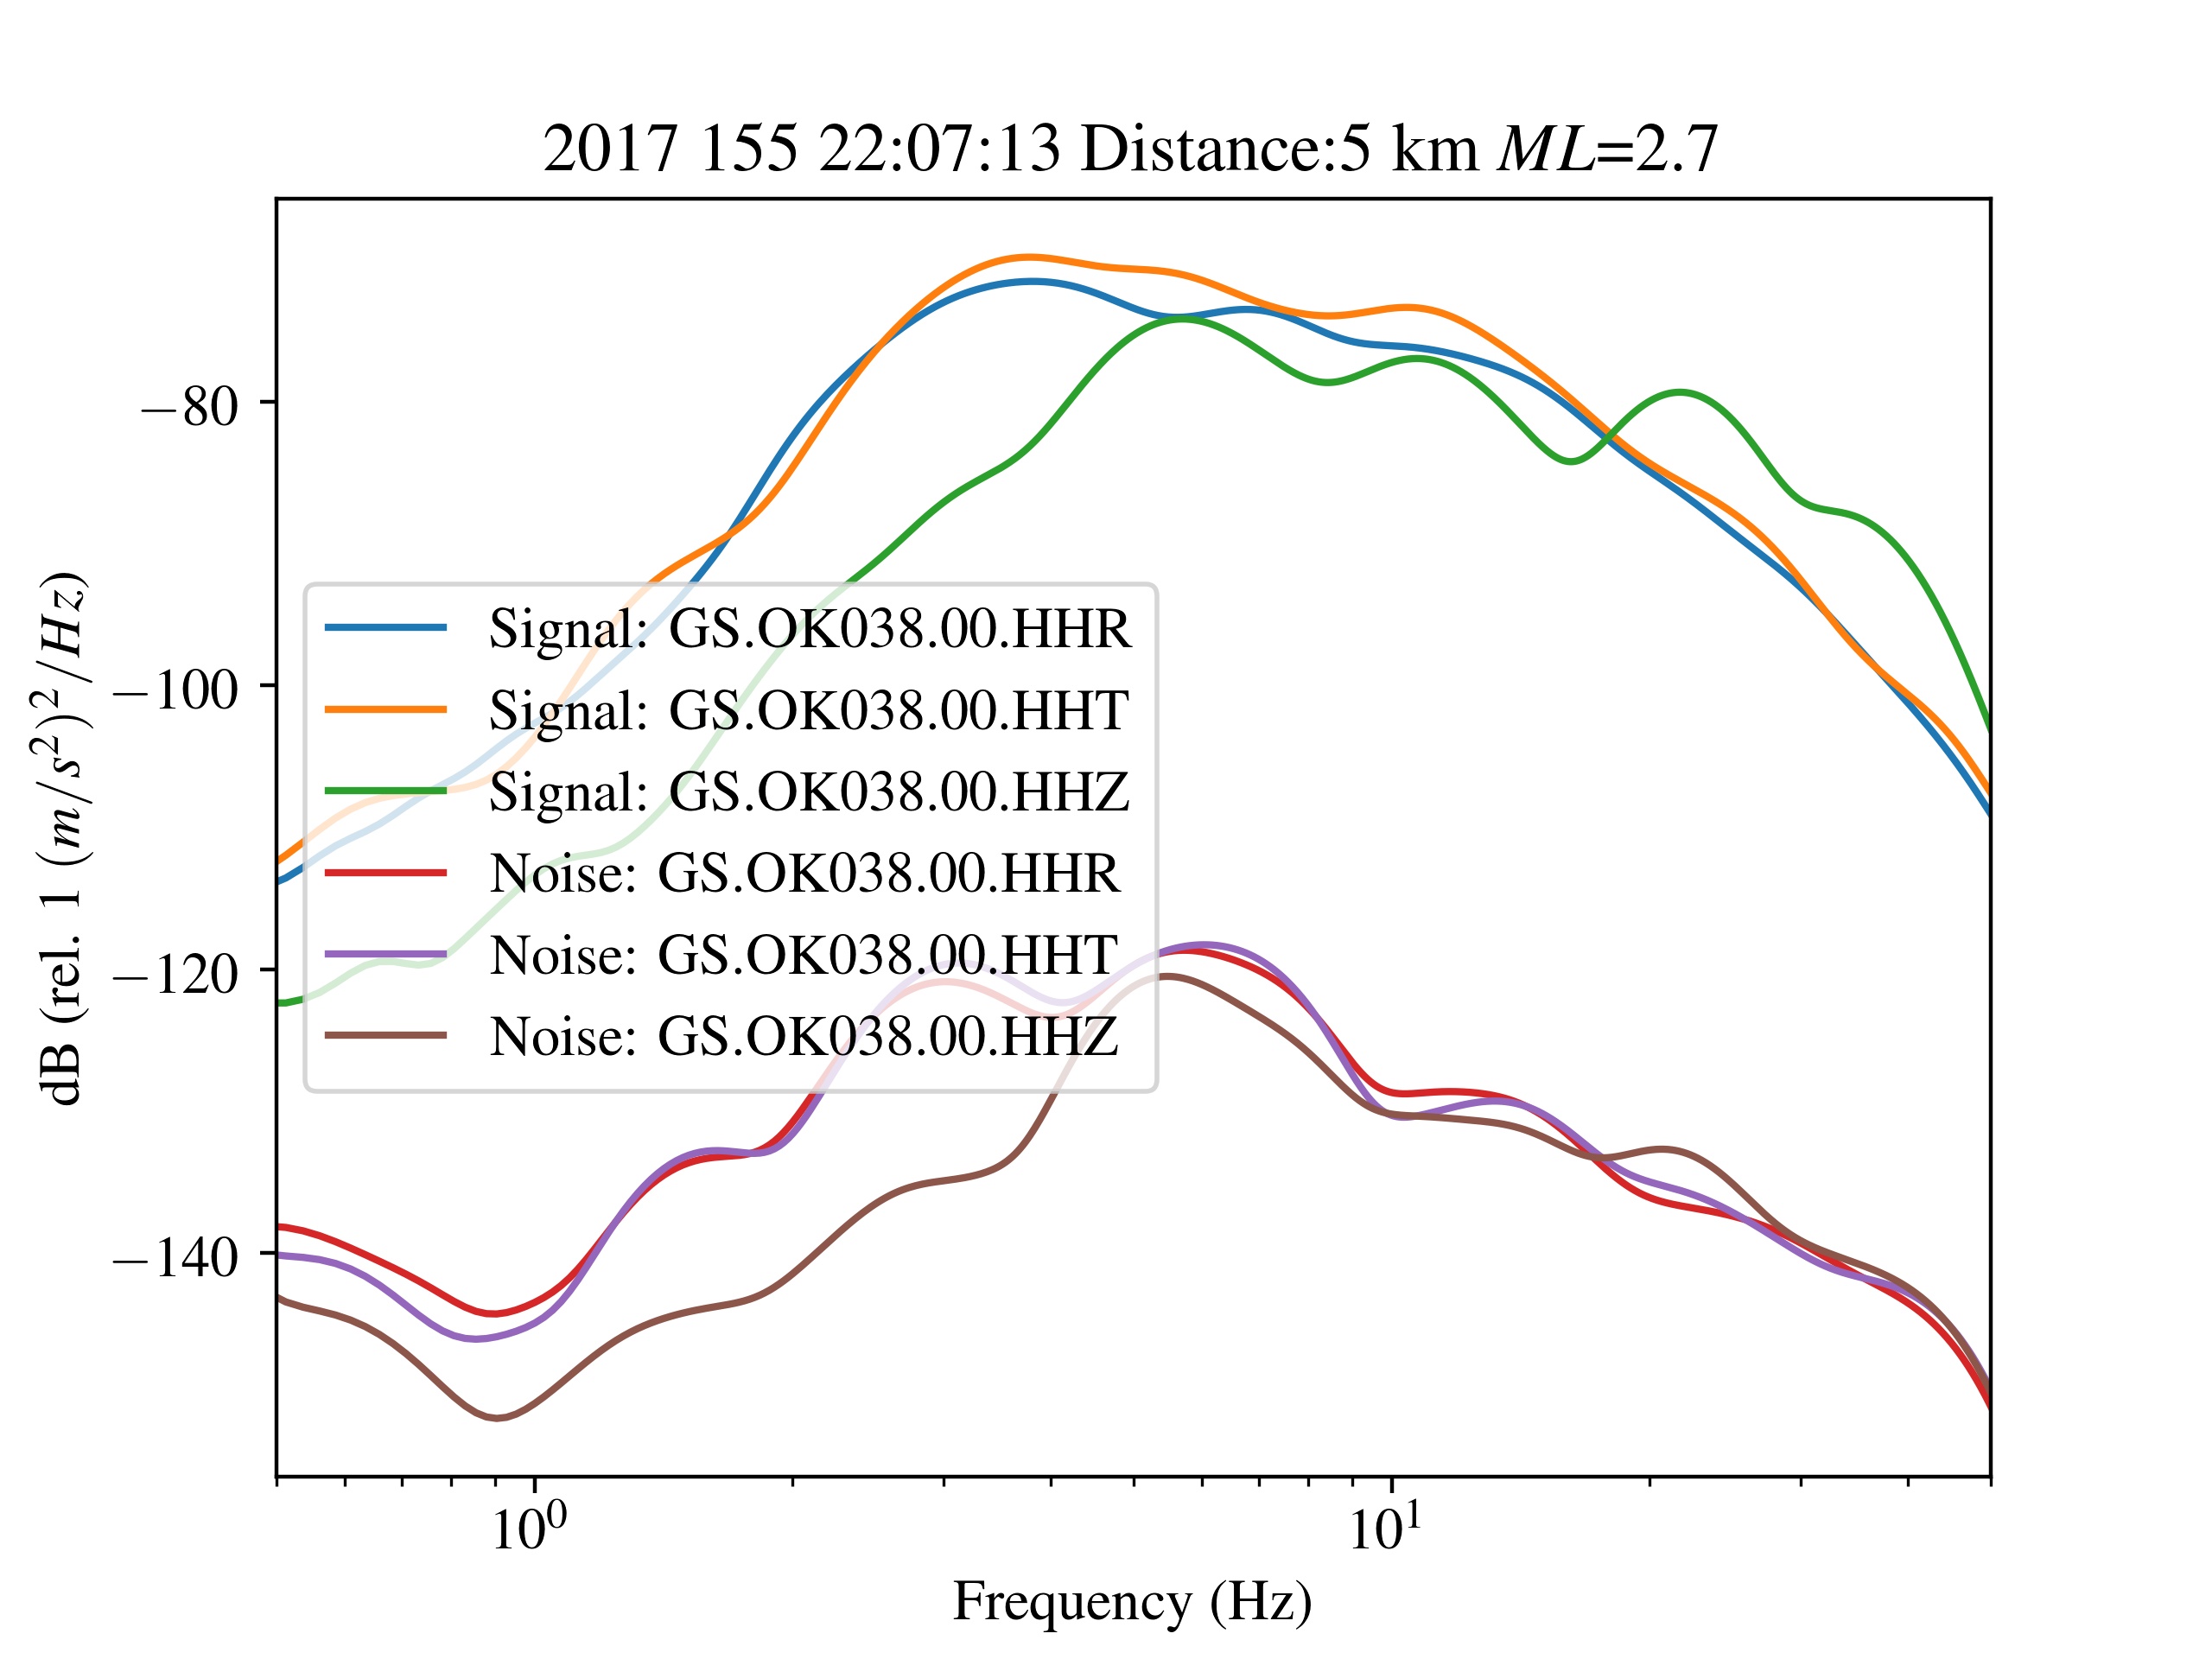 2017 155 22:07:13 Distance:5 km ML=2.7
dB (rel. 1 (m/s²)²/Hz)
−80
−100
−120
−140
Signal: GS.OK038.00.HHR
Signal: GS.OK038.00.HHT
Signal: GS.OK038.00.HHZ
Noise: GS.OK038.00.HHR
Noise: GS.OK038.00.HHT
Noise: GS.OK038.00.HHZ
10⁰ 10¹
Frequency (Hz)